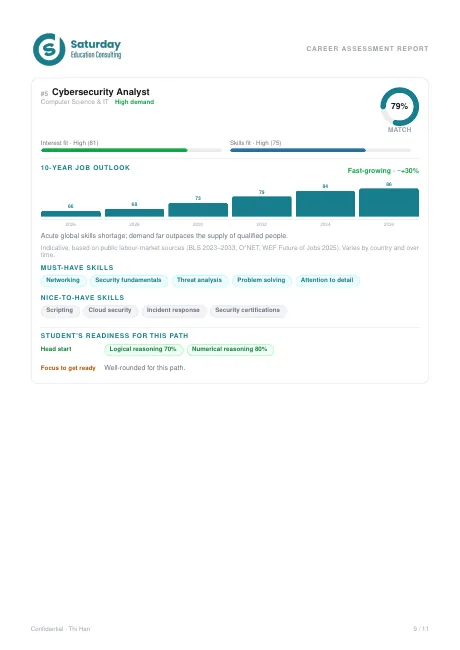 Saturday
Education Consulting
CAREER ASSESSMENT REPORT
#5 Cybersecurity Analyst
Computer Science & IT High demand
79%
MATCH
Interest fit · High (81)
Skills fit · High (75)
10-YEAR JOB OUTLOOK
Fast-growing · ~+30%
66 68 73 79 84 86
2026 2028 2030 2032 2034 2036
Acute global skills shortage; demand far outpaces the supply of qualified people.
Indicative, based on public labour-market sources (BLS 2023–2033, O*NET, WEF Future of Jobs 2025). Varies by country and over
time.
MUST-HAVE SKILLS
Networking Security fundamentals Threat analysis Problem solving Attention to detail
NICE-TO-HAVE SKILLS
Scripting Cloud security Incident response Security certifications
STUDENT'S READINESS FOR THIS PATH
Head start Logical reasoning 70% Numerical reasoning 80%
Focus to get ready Well-rounded for this path.
Confidential · Thi Han
9 / 11